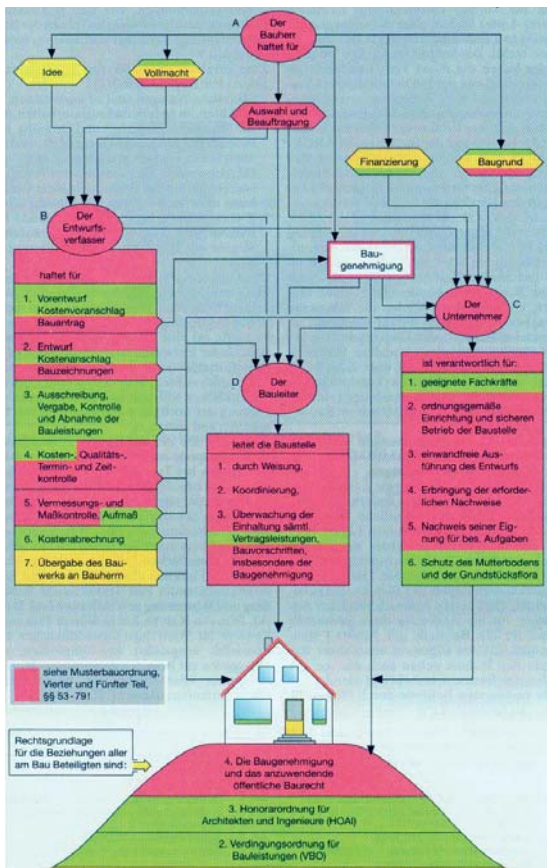 A
Der
Bauherr
haftet für
Idee
Vollmacht
Auswahl und
Beauftragung
Finanzierung
Baugrund
B
Der
Entwurfs-
verfasser
haftet für
1. Vorentwurf
Kostenvoranschlag
Bauantrag
2. Entwurf
Kostenanschlag
Bauzeichnungen
3. Ausschreibung,
Vergabe, Kontrolle
und Abnahme der
Bauleistungen
4. Kosten-, Qualitäts-,
Termin- und Zeit-
kontrolle
5. Vermessungs- und
Maßkontrolle, Aufmaß
6. Kostenabrechnung
7. Übergabe des Bau-
werks an Bauherrn
Bau-
genehmigung
Der
Unternehmer
C
ist verantwortlich für:
1. geeignete Fachkräfte
2. ordnungsgemäße
Einrichtung und sicheren
Betrieb der Baustelle
3. einwandfreie Aus-
führung des Entwurfs
4. Erbringung der erforder-
lichen Nachweise
5. Nachweis seiner Eig-
nung für bes. Aufgaben
6. Schutz des Mutterbodens
und der Grundstücksflora
D
Der
Bauleiter
leitet die Baustelle
1. durch Weisung,
2. Koordinierung,
3. Überwachung der
Einhaltung sämtl.
Vertragsleistungen,
Bauvorschriften,
insbesondere der
Baugenehmigung
siehe Musterbauordnung,
Vierter und Fünfter Teil,
§§ 53-79!
Rechtsgrundlage
für die Beziehungen aller
am Bau Beteiligten sind:
4. Die Baugenehmigung
und das anzuwendende
öffentliche Baurecht
3. Honorarordnung für
Architekten und Ingenieure (HOAI)
2. Verdingungsordnung für
Bauleistungen (VBO)